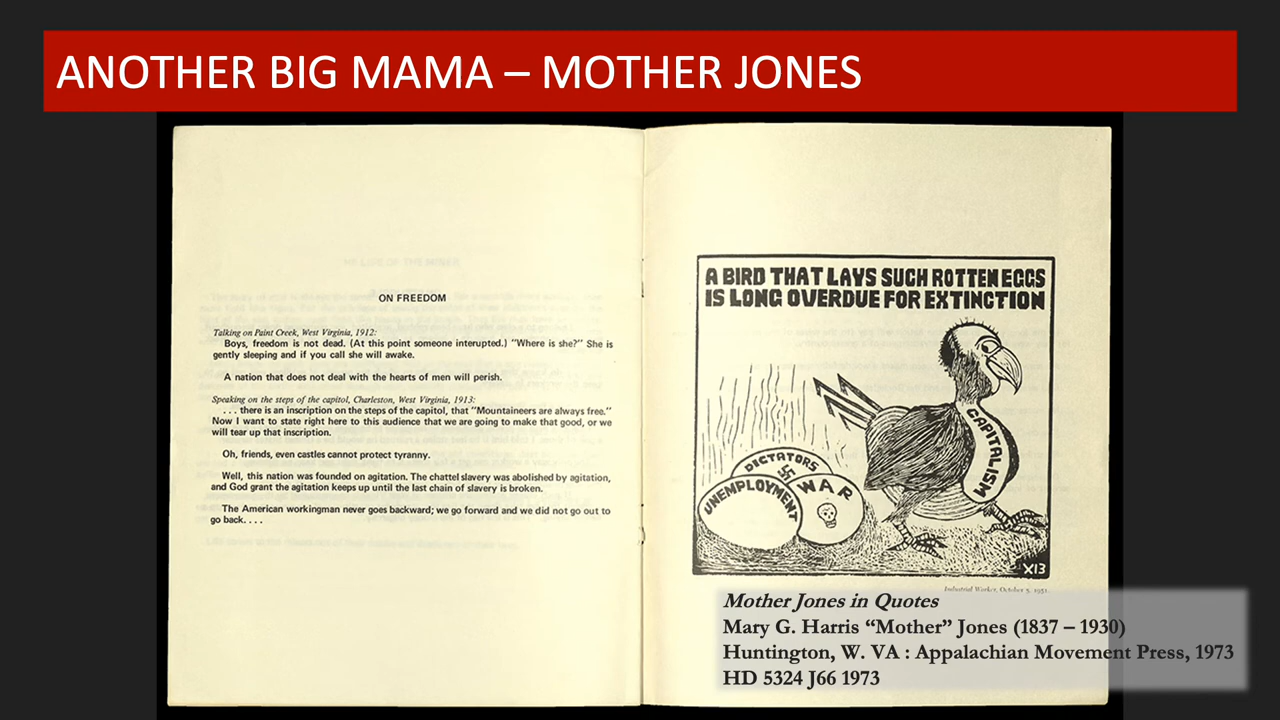 ANOTHER BIG MAMA – MOTHER JONES
ON FREEDOM
Talking on Paint Creek, West Virginia, 1912:
Boys, freedom is not dead. (At this point someone interupted.) "Where is she?" She is
gently sleeping and if you call she will awake.
A nation that does not deal with the hearts of men will perish.
Speaking on the steps of the capitol, Charleston, West Virginia, 1913:
. . . there is an inscription on the steps of the capitol, that "Mountaineers are always free."
Now I want to state right here to this audience that we are going to make that good, or we
will tear up that inscription.
Oh, friends, even castles cannot protect tyranny.
Well, this nation was founded on agitation. The chattel slavery was abolished by agitation,
and God grant the agitation keeps up until the last chain of slavery is broken.
The American workingman never goes backward; we go forward and we did not go out to
go back. . . .
A BIRD THAT LAYS SUCH ROTTEN EGGS
IS LONG OVERDUE FOR EXTINCTION
CAPITALISM
DICTATORS
UNEMPLOYMENT
WAR
X13
Industrial Worker, October 3, 1951.
Mother Jones in Quotes
Mary G. Harris “Mother” Jones (1837 – 1930)
Huntington, W. VA : Appalachian Movement Press, 1973
HD 5324 J66 1973